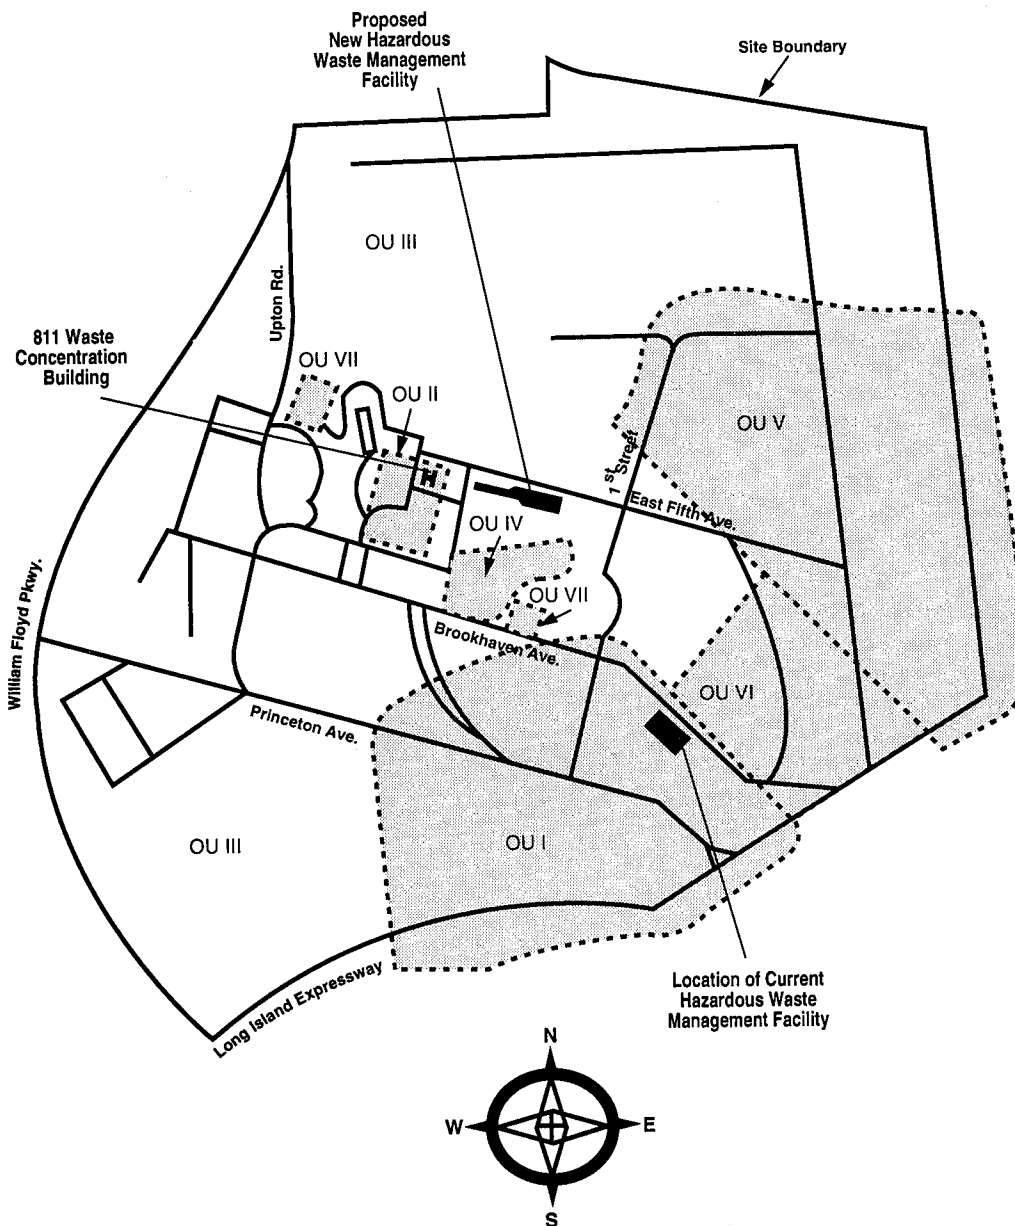 Proposed
New Hazardous
Waste Management
Facility
Site Boundary
OU III
Upton Rd.
811 Waste
Concentration
Building
OU VII
OU II
OU V
1 st Street
East Fifth Ave.
H
OU IV
OU VII
Brookhaven Ave.
William Floyd Pkwy.
OU VI
Princeton Ave.
OU III
OU I
Long Island Expressway
Location of Current
Hazardous Waste
Management Facility
N
W
E
S